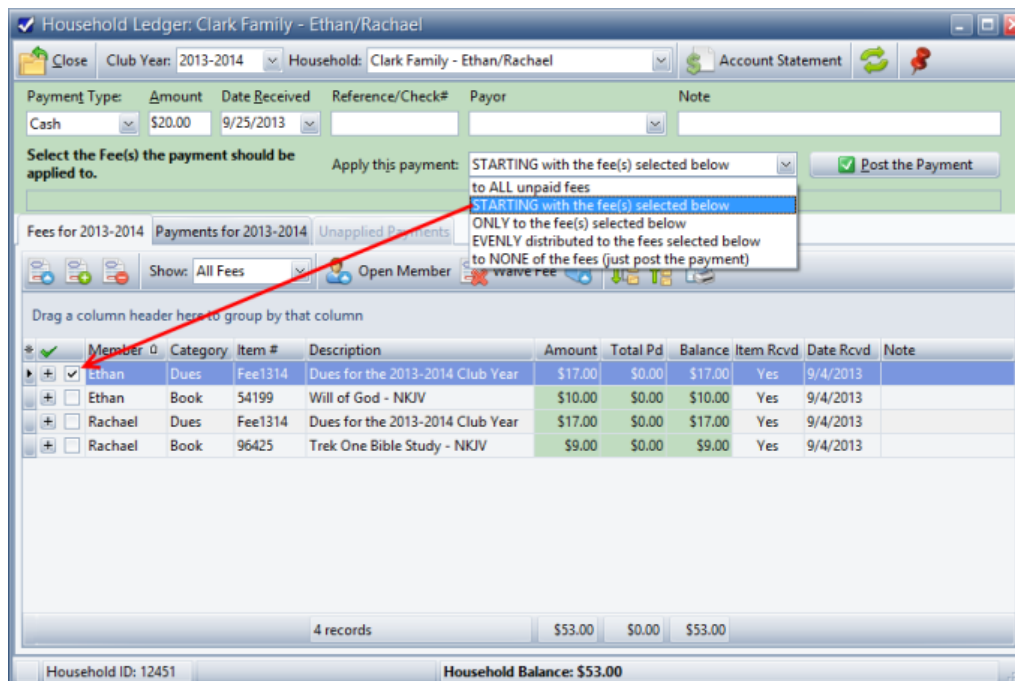 Household Ledger: Clark Family - Ethan/Rachael
Close Club Year: 2013-2014 Household: Clark Family - Ethan/Rachael Account Statement
Payment Type: Amount Date Received Reference/Check# Payor Note
Cash $20.00 9/25/2013
Select the Fee(s) the payment should be
applied to.
Apply this payment: STARTING with the fee(s) selected below Post the Payment
to ALL unpaid fees
STARTING with the fee(s) selected below
ONLY to the fee(s) selected below
EVENLY distributed to the fees selected below
to NONE of the fees (just post the payment)
Fees for 2013-2014 Payments for 2013-2014 Unapplied Payments
Show: All Fees Open Member Waive Fee
Drag a column header here to group by that column
Member Category Item # Description Amount Total Pd Balance Item Rcvd Date Rcvd Note
Ethan Dues Fee1314 Dues for the 2013-2014 Club Year $17.00 $0.00 $17.00 Yes 9/4/2013
Ethan Book 54199 Will of God - NKJV $10.00 $0.00 $10.00 Yes 9/4/2013
Rachael Dues Fee1314 Dues for the 2013-2014 Club Year $17.00 $0.00 $17.00 Yes 9/4/2013
Rachael Book 96425 Trek One Bible Study - NKJV $9.00 $0.00 $9.00 Yes 9/4/2013
4 records $53.00 $0.00 $53.00
Household ID: 12451 Household Balance: $53.00